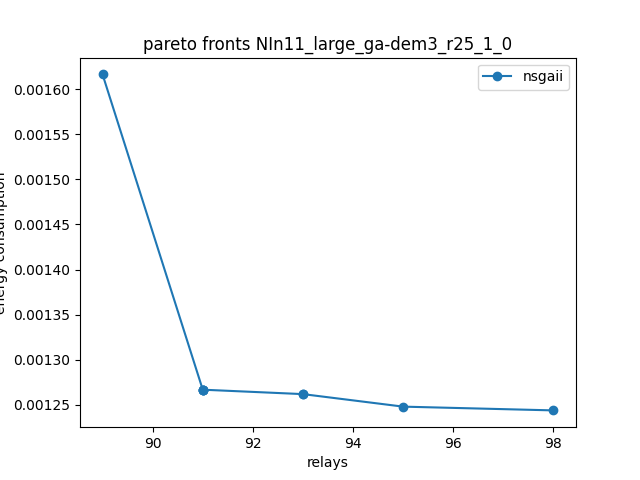 pareto fronts NIn11_large_ga-dem3_r25_1_0
nsgaii
0.00160
0.00155
0.00150
0.00145
0.00140
0.00135
0.00130
0.00125
energy consumption
90 92 94 96 98
relays